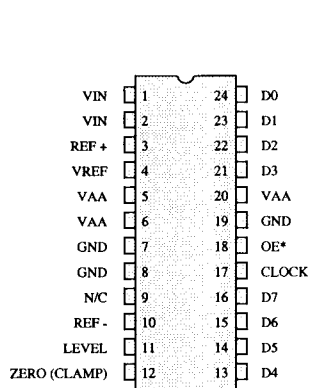 VIN 1 24 D0
VIN 2 23 D1
REF + 3 22 D2
VREF 4 21 D3
VAA 5 20 VAA
VAA 6 19 GND
GND 7 18 OE*
GND 8 17 CLOCK
N/C 9 16 D7
REF - 10 15 D6
LEVEL 11 14 D5
ZERO (CLAMP) 12 13 D4